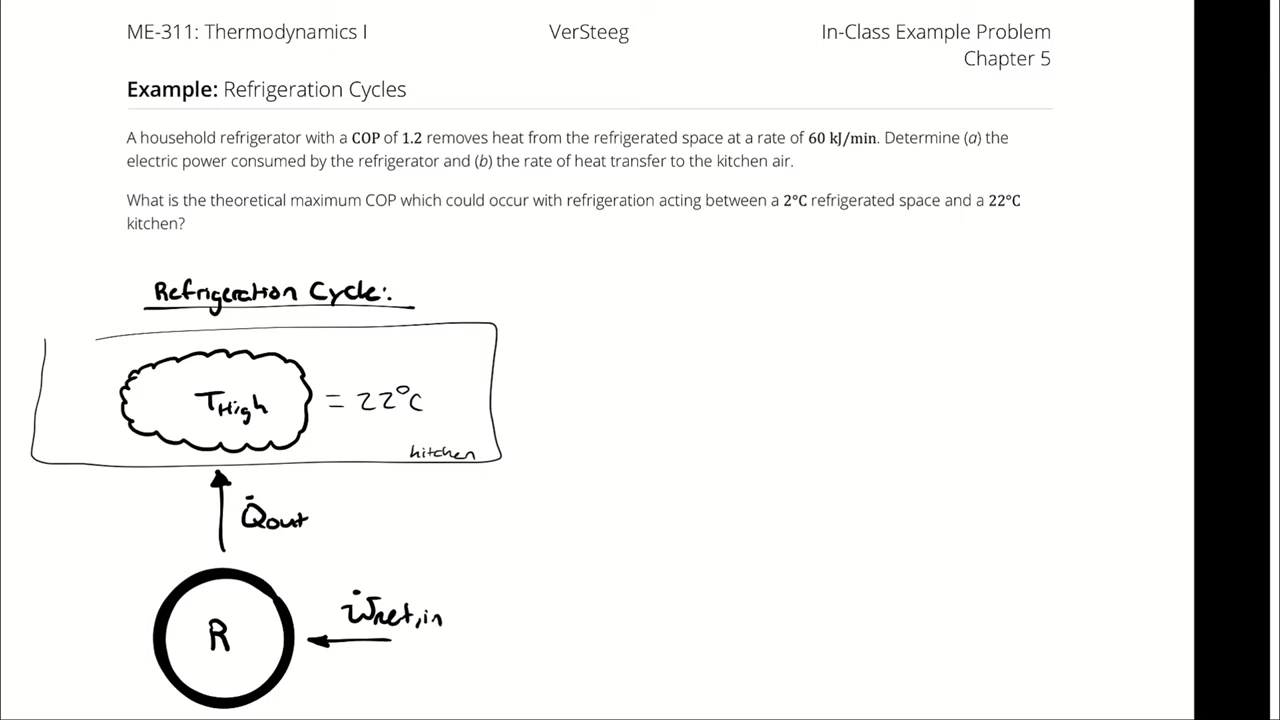 ME-311: Thermodynamics I VerSteeg In-Class Example Problem
Chapter 5
Example: Refrigeration Cycles
A household refrigerator with a COP of 1.2 removes heat from the refrigerated space at a rate of 60 kJ/min. Determine (a) the
electric power consumed by the refrigerator and (b) the rate of heat transfer to the kitchen air.
What is the theoretical maximum COP which could occur with refrigeration acting between a 2°C refrigerated space and a 22°C
kitchen?
Refrigeration Cycle:
T_High = 22°C
kitchen
Q̇out
Ẇnet,in
R